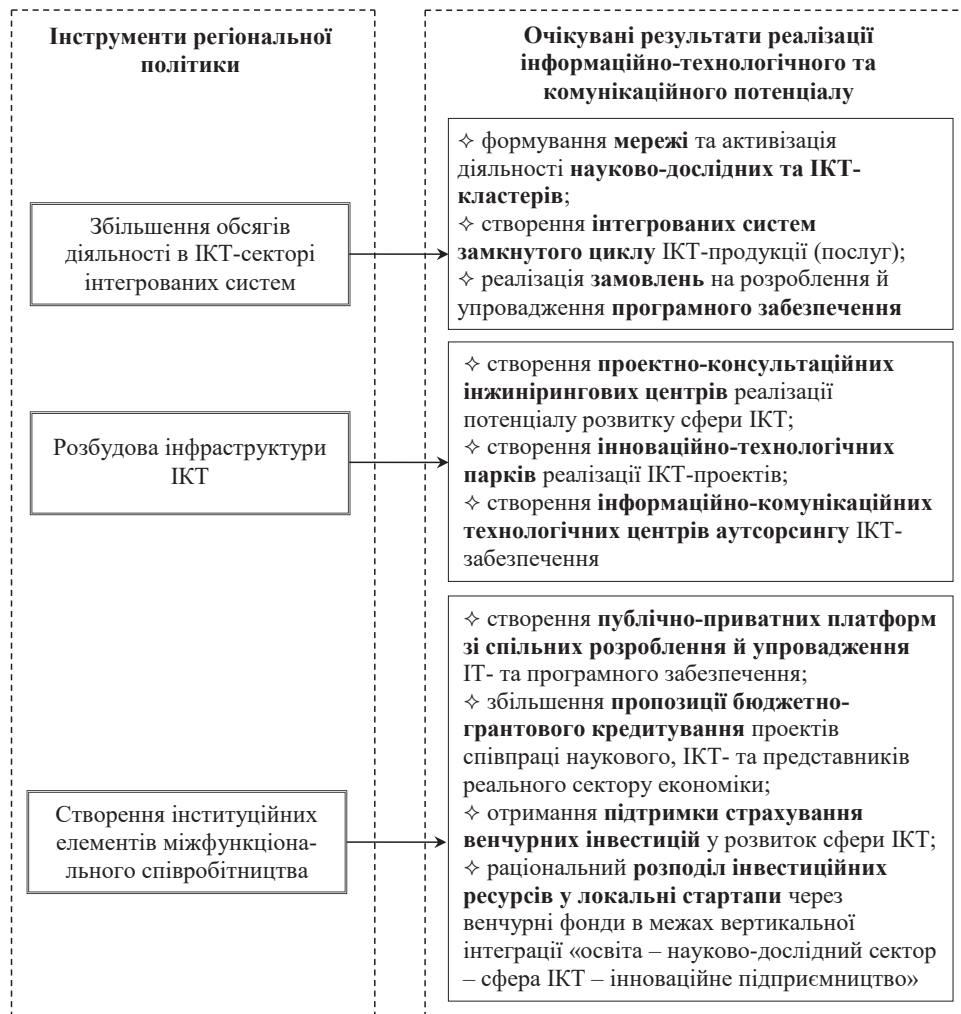 Інструменти регіональної
політики
Очікувані результати реалізації
інформаційно-технологічного та
комунікаційного потенціалу
Збільшення обсягів
діяльності в ІКТ-секторі
інтегрованих систем
✧ формування мережі та активізація
діяльності науково-дослідних та ІКТ-
кластерів;
✧ створення інтегрованих систем
замкнутого циклу ІКТ-продукції (послуг);
✧ реалізація замовлень на розроблення й
упровадження програмного забезпечення
Розбудова інфраструктури
ІКТ
✧ створення проектно-консультаційних
інжинірингових центрів реалізації
потенціалу розвитку сфери ІКТ;
✧ створення інноваційно-технологічних
парків реалізації ІКТ-проектів;
✧ створення інформаційно-комунікаційних
технологічних центрів аутсорсингу ІКТ-
забезпечення
Створення інституційних
елементів міжфункціона-
льного співробітництва
✧ створення публічно-приватних платформ
зі спільних розроблення й упровадження
ІТ- та програмного забезпечення;
✧ збільшення пропозиції бюджетно-
грантового кредитування проектів
співпраці наукового, ІКТ- та представників
реального сектору економіки;
✧ отримання підтримки страхування
венчурних інвестицій у розвиток сфери ІКТ;
✧ раціональний розподіл інвестиційних
ресурсів у локальні стартапи через
венчурні фонди в межах вертикальної
інтеграції «освіта – науково-дослідний сектор
– сфера ІКТ – інноваційне підприємництво»